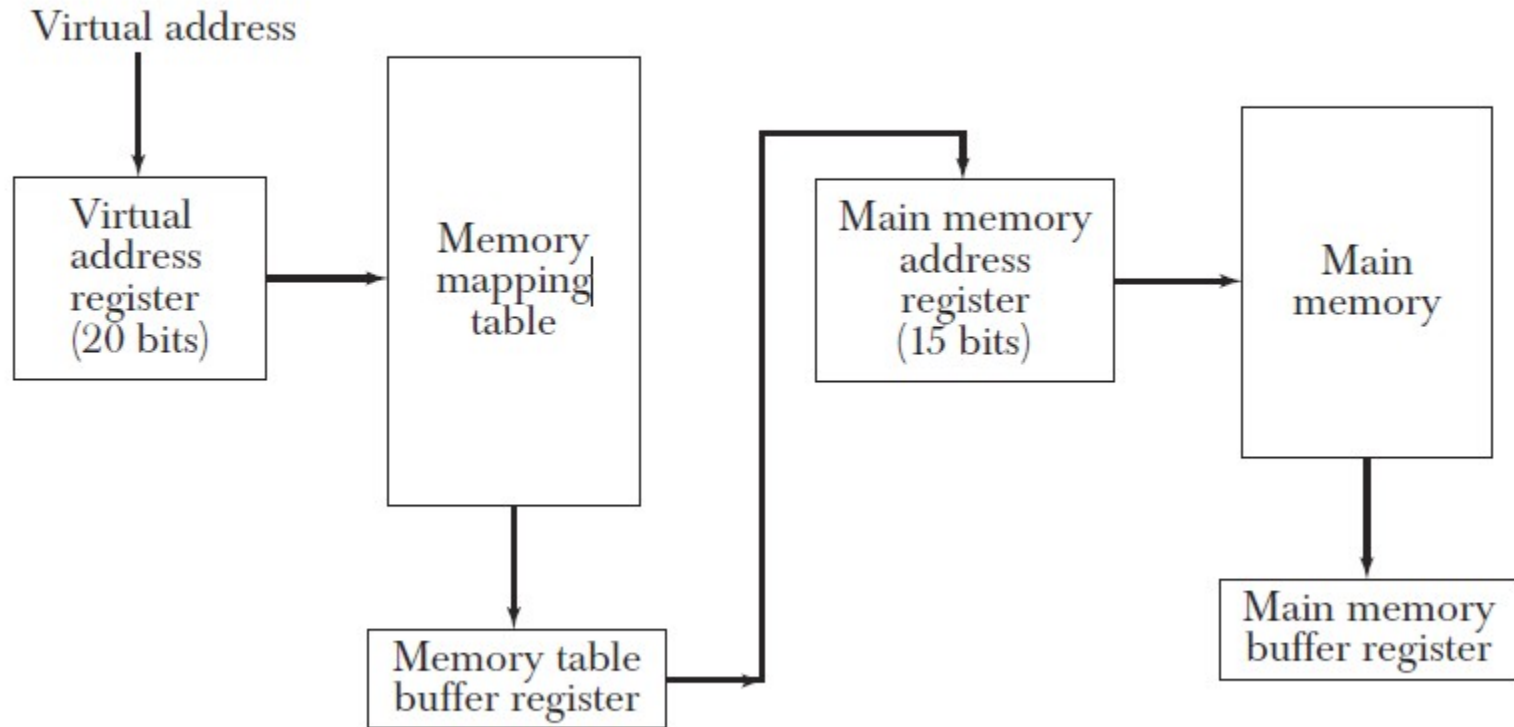 Virtual address
Virtual
address
register
(20 bits)
Memory
mapping
table
Memory table
buffer register
Main memory
address
register
(15 bits)
Main
memory
Main memory
buffer register